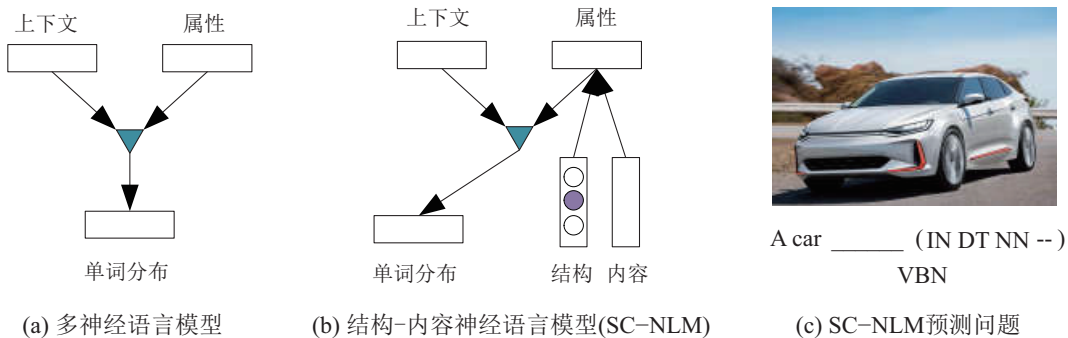 上下文
属性
单词分布
(a) 多神经语言模型
上下文
属性
单词分布
结构
内容
(b) 结构-内容神经语言模型(SC-NLM)
A car ______ (IN DT NN --)
VBN
(c) SC-NLM预测问题